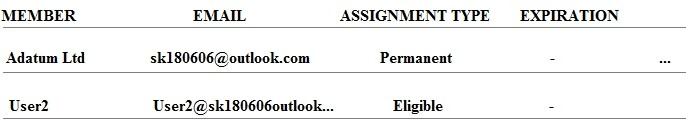 MEMBER EMAIL ASSIGNMENT TYPE EXPIRATION
Adatum Ltd sk180606@outlook.com Permanent - ...
User2 User2@sk180606outlook... Eligible -